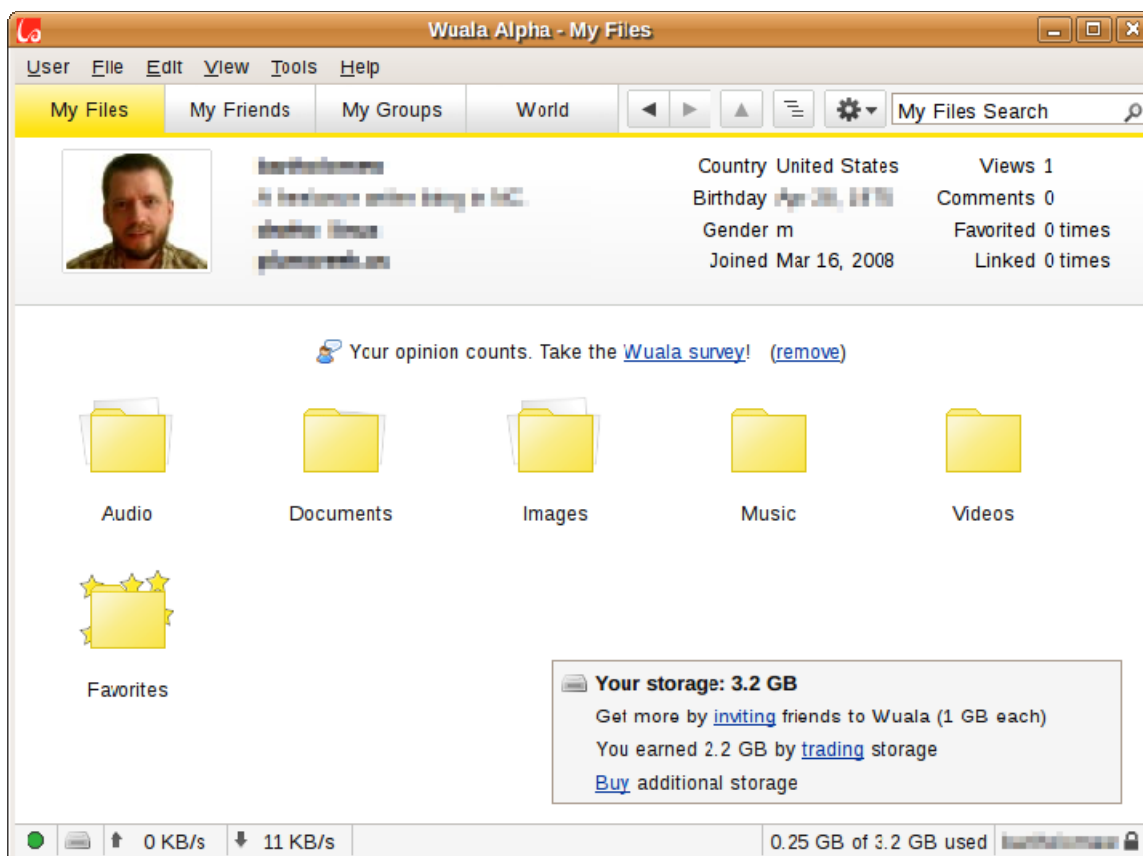 Wuala Alpha - My Files
User File Edit View Tools Help
My Files My Friends My Groups World My Files Search
Country United States Views 1
Birthday Comments 0
Gender m Favorited 0 times
Joined Mar 16, 2008 Linked 0 times
Your opinion counts. Take the Wuala survey! (remove)
Audio Documents Images Music Videos
Favorites
Your storage: 3.2 GB
Get more by inviting friends to Wuala (1 GB each)
You earned 2.2 GB by trading storage
Buy additional storage
0 KB/s 11 KB/s 0.25 GB of 3.2 GB used